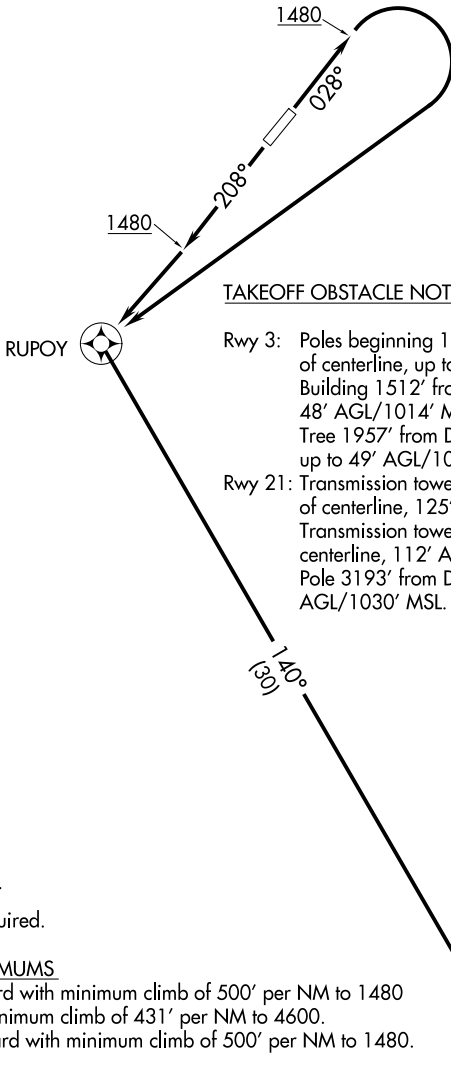 1480
028°
208°
1480
RUPOY
TAKEOFF OBSTACLE NOT
Rwy 3: Poles beginning 1
of centerline, up to
Building 1512' fro
48' AGL/1014' M
Tree 1957' from D
up to 49' AGL/10
Rwy 21: Transmission towe
of centerline, 125'
Transmission towe
centerline, 112' A
Pole 3193' from D
AGL/1030' MSL.
140°
(30)
uired.
MUMS
rd with minimum climb of 500' per NM to 1480
nimum climb of 431' per NM to 4600.
ard with minimum climb of 500' per NM to 1480.